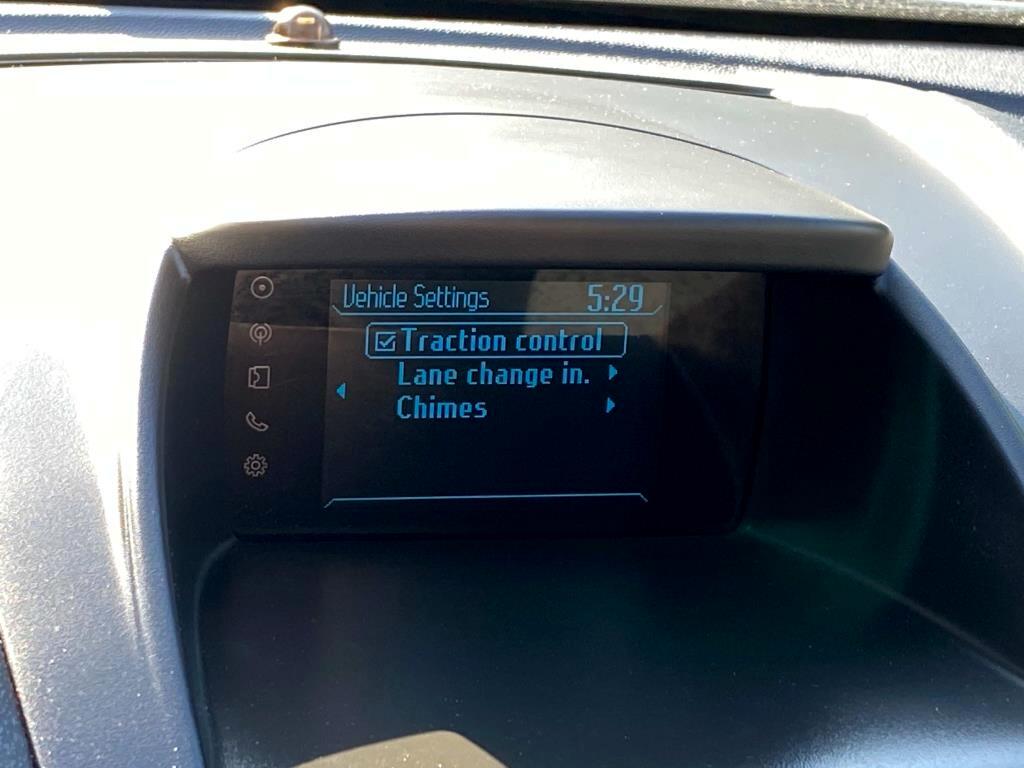 Vehicle Settings 5:29
Traction control
Lane change in.
Chimes